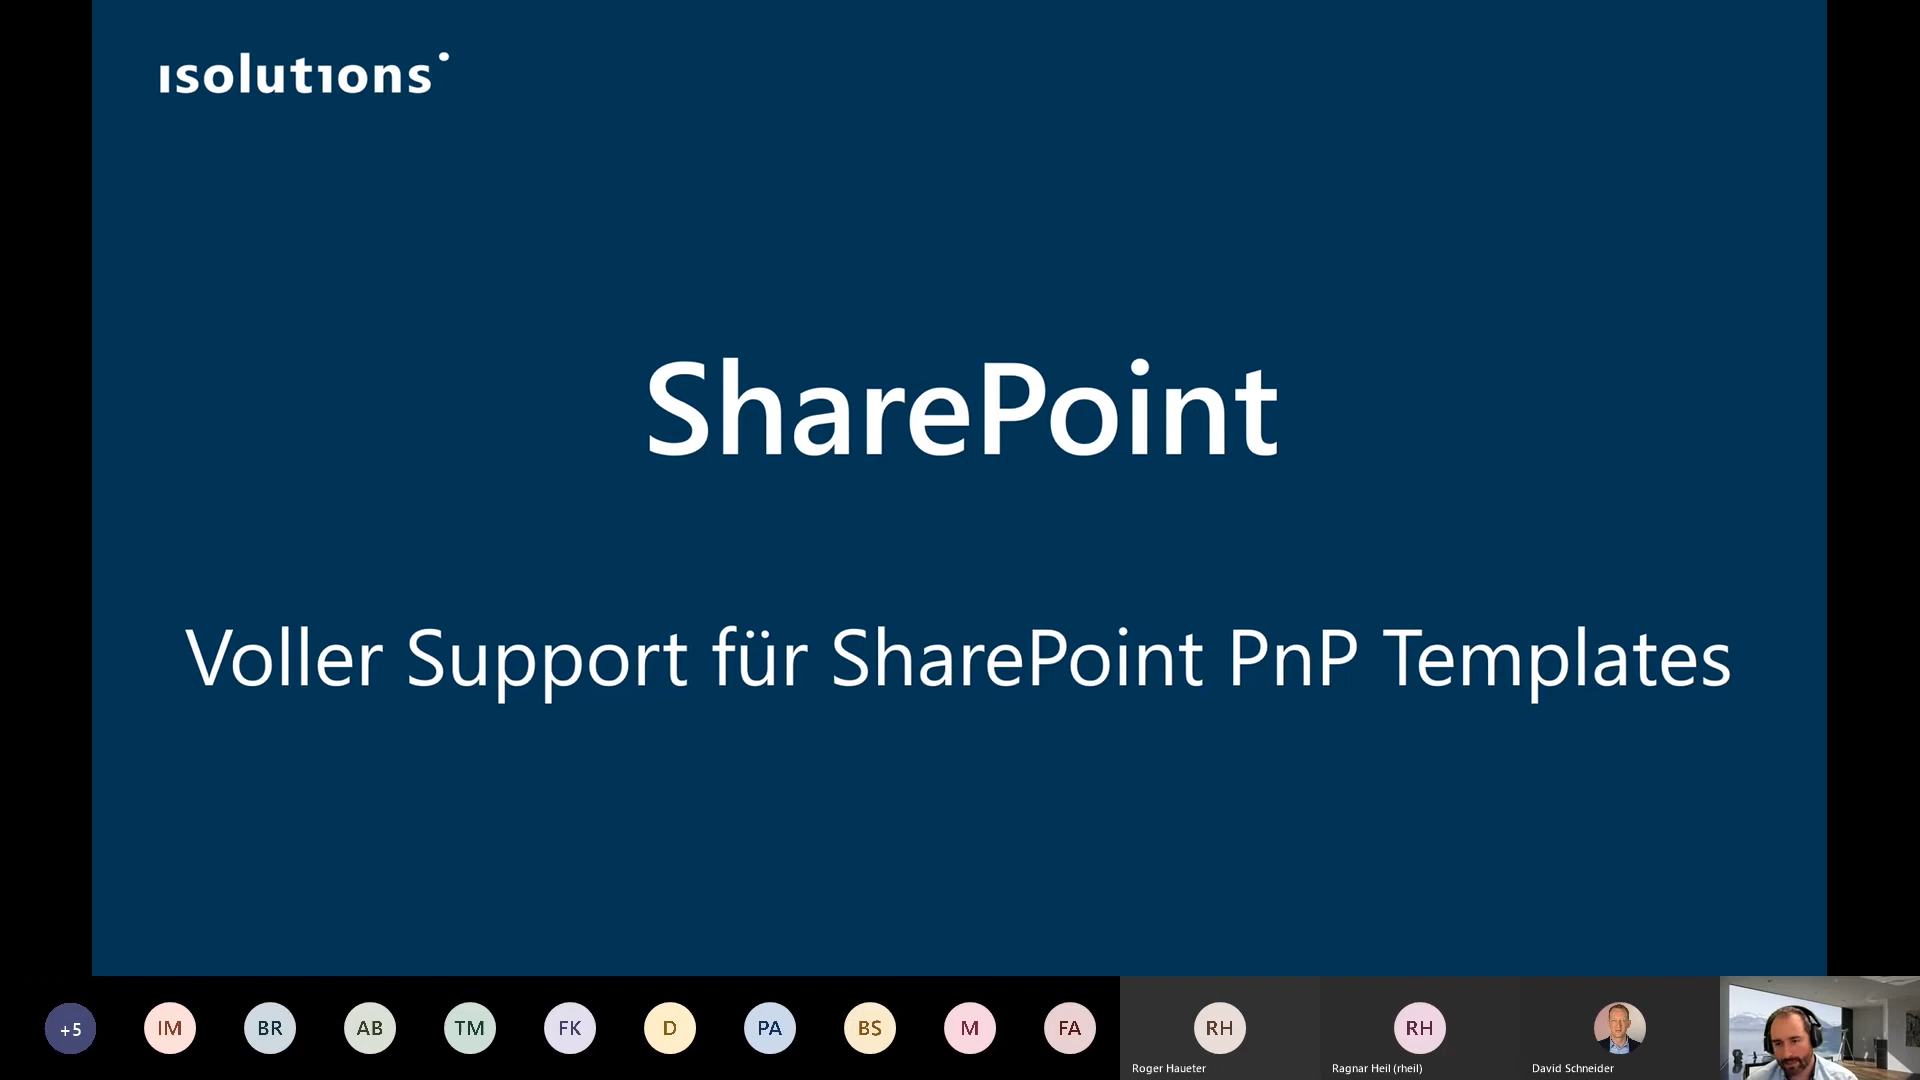 isolutions
SharePoint
Voller Support für SharePoint PnP Templates
+5
IM
BR
AB
TM
FK
D
PA
BS
M
FA
RH
RH
Roger Haueter
Ragnar Heil (rheil)
David Schneider